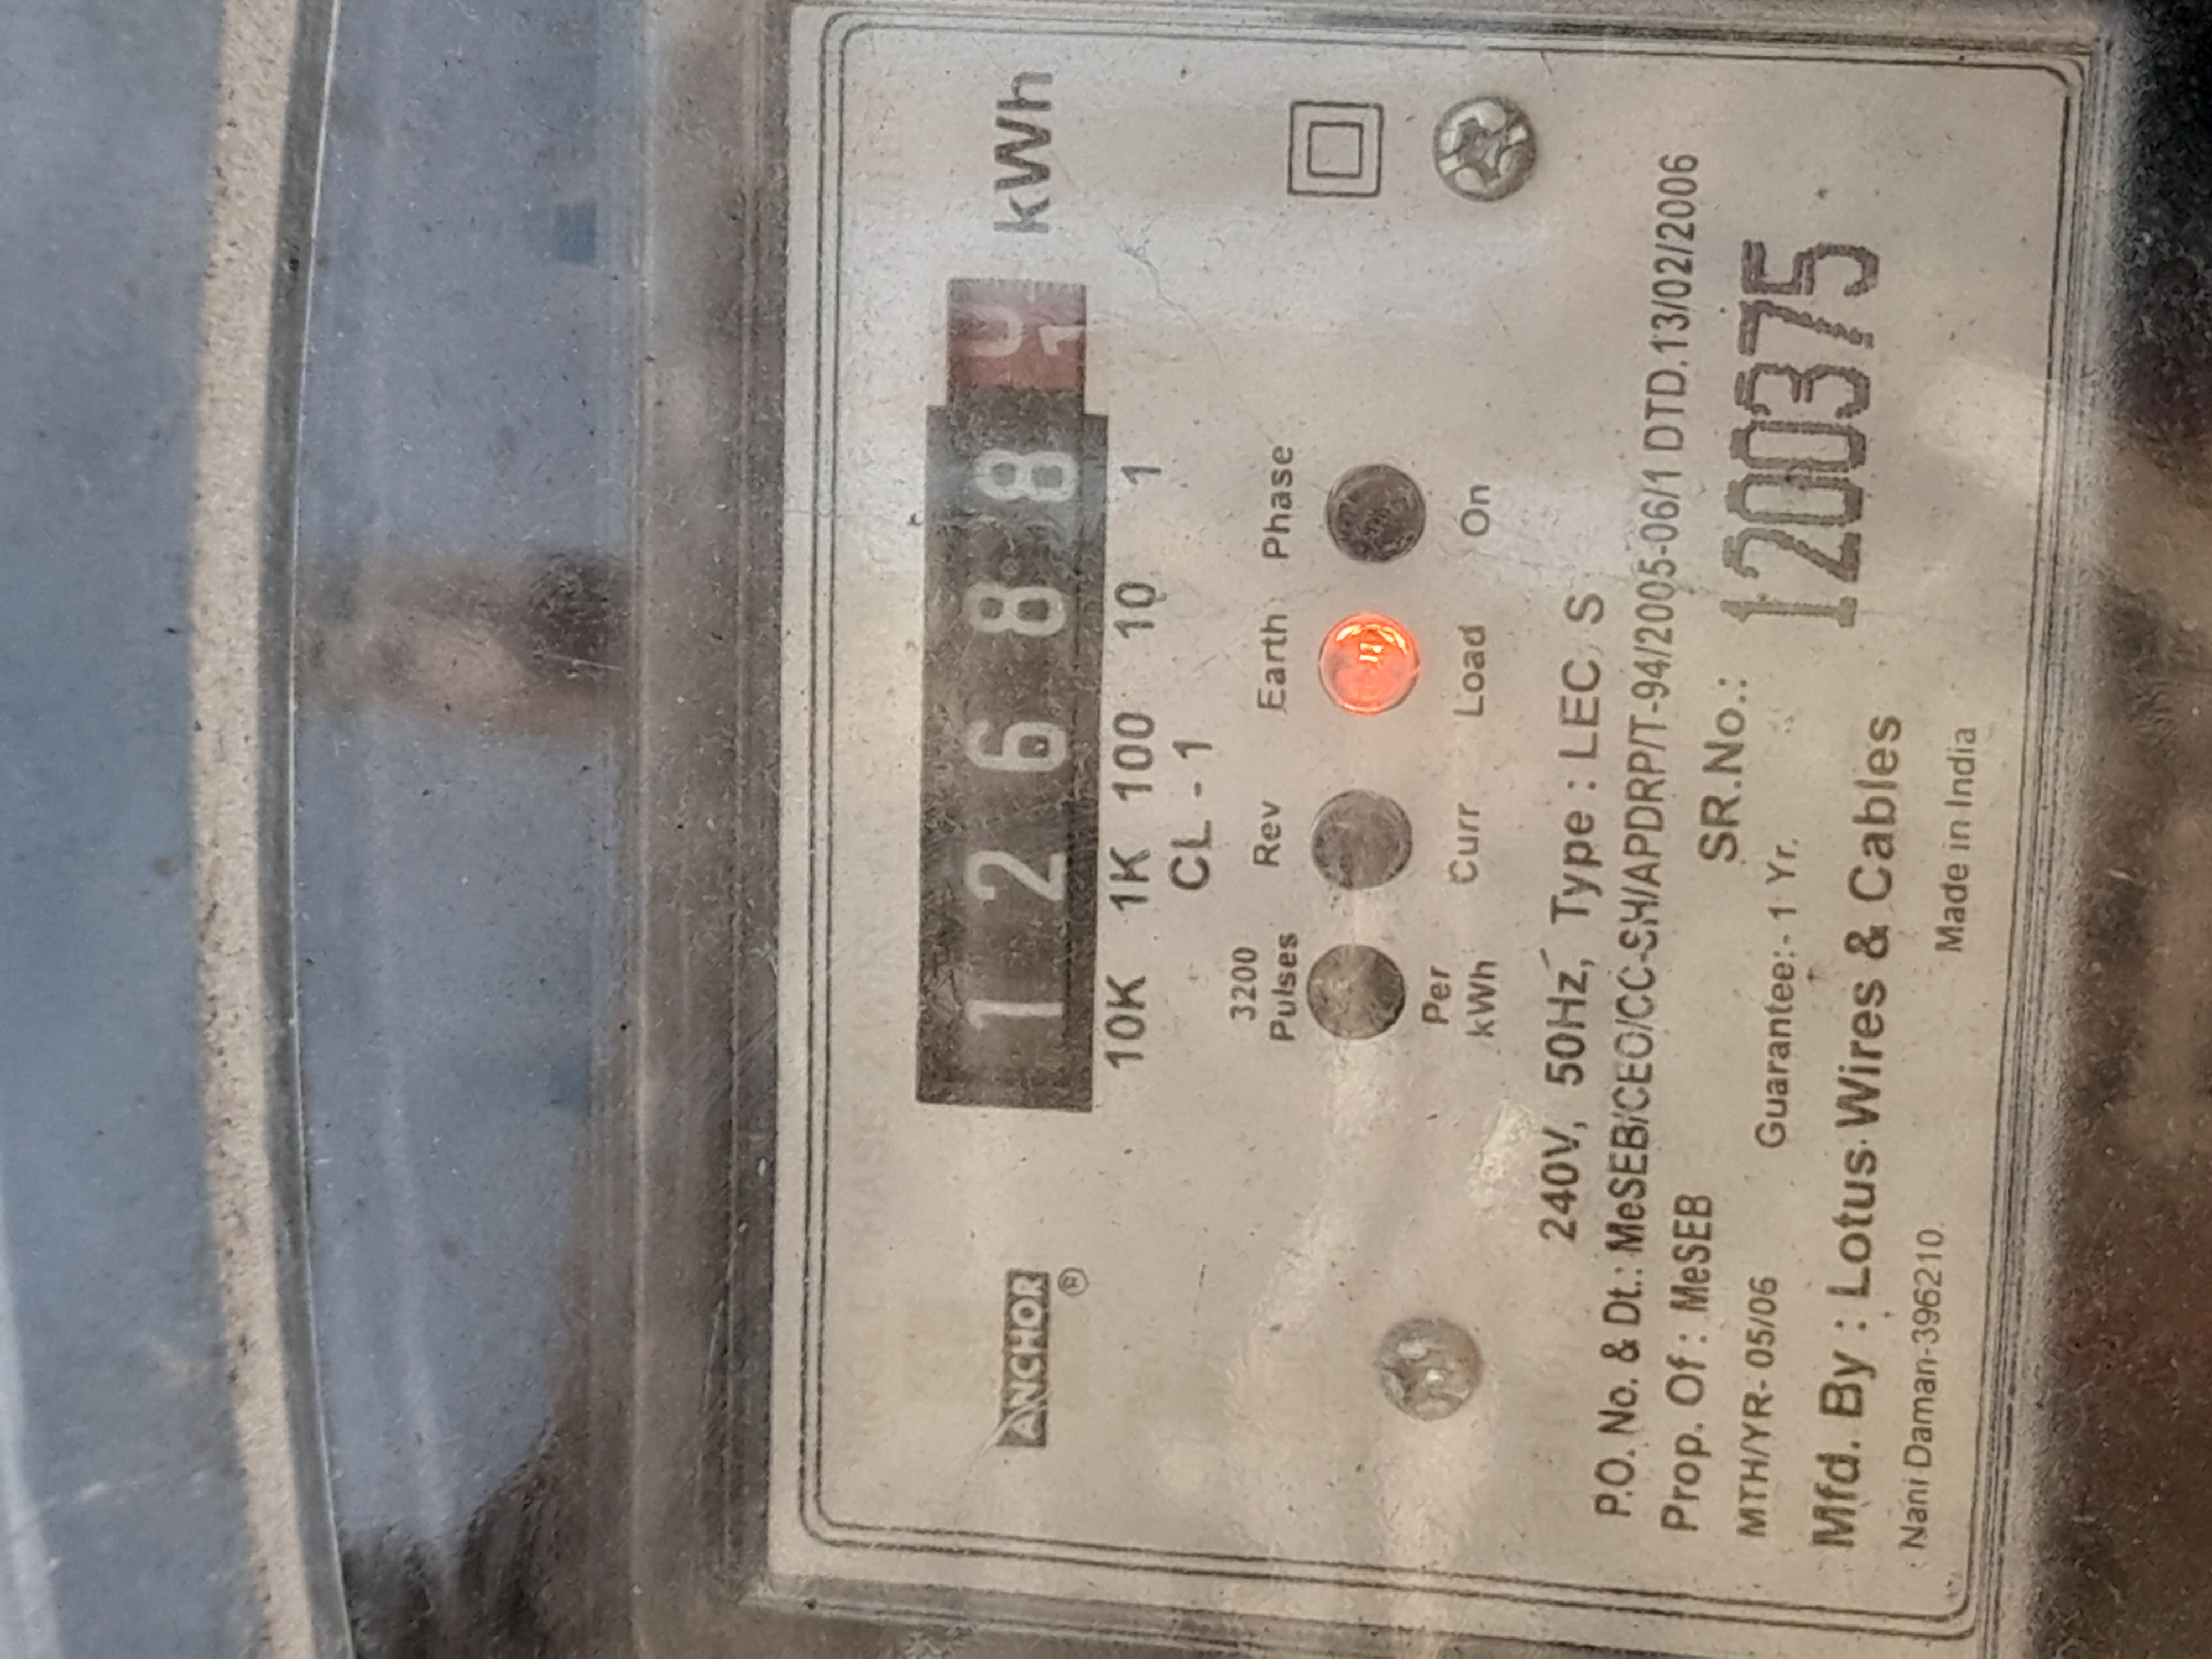 1 2 6 8 8 kWh
10K 1K 100 10 1
CL - 1
ANCHOR ®
3200 Pulses Per kWh
Rev Curr
Earth Load
Phase On
240V, 50Hz, Type : LEC S
P.O. No. & Dt.: MeSEB/CEO/CC-SH/APDRP/T-94/2005-06/1 DTD.13/02/2006
Prop. Of : MeSEB
SR.No.: 1200375
MTH/YR- 05/06 Guarantee:- 1 Yr.
Mfd. By : Lotus Wires & Cables
Nani Daman-396210. Made in India